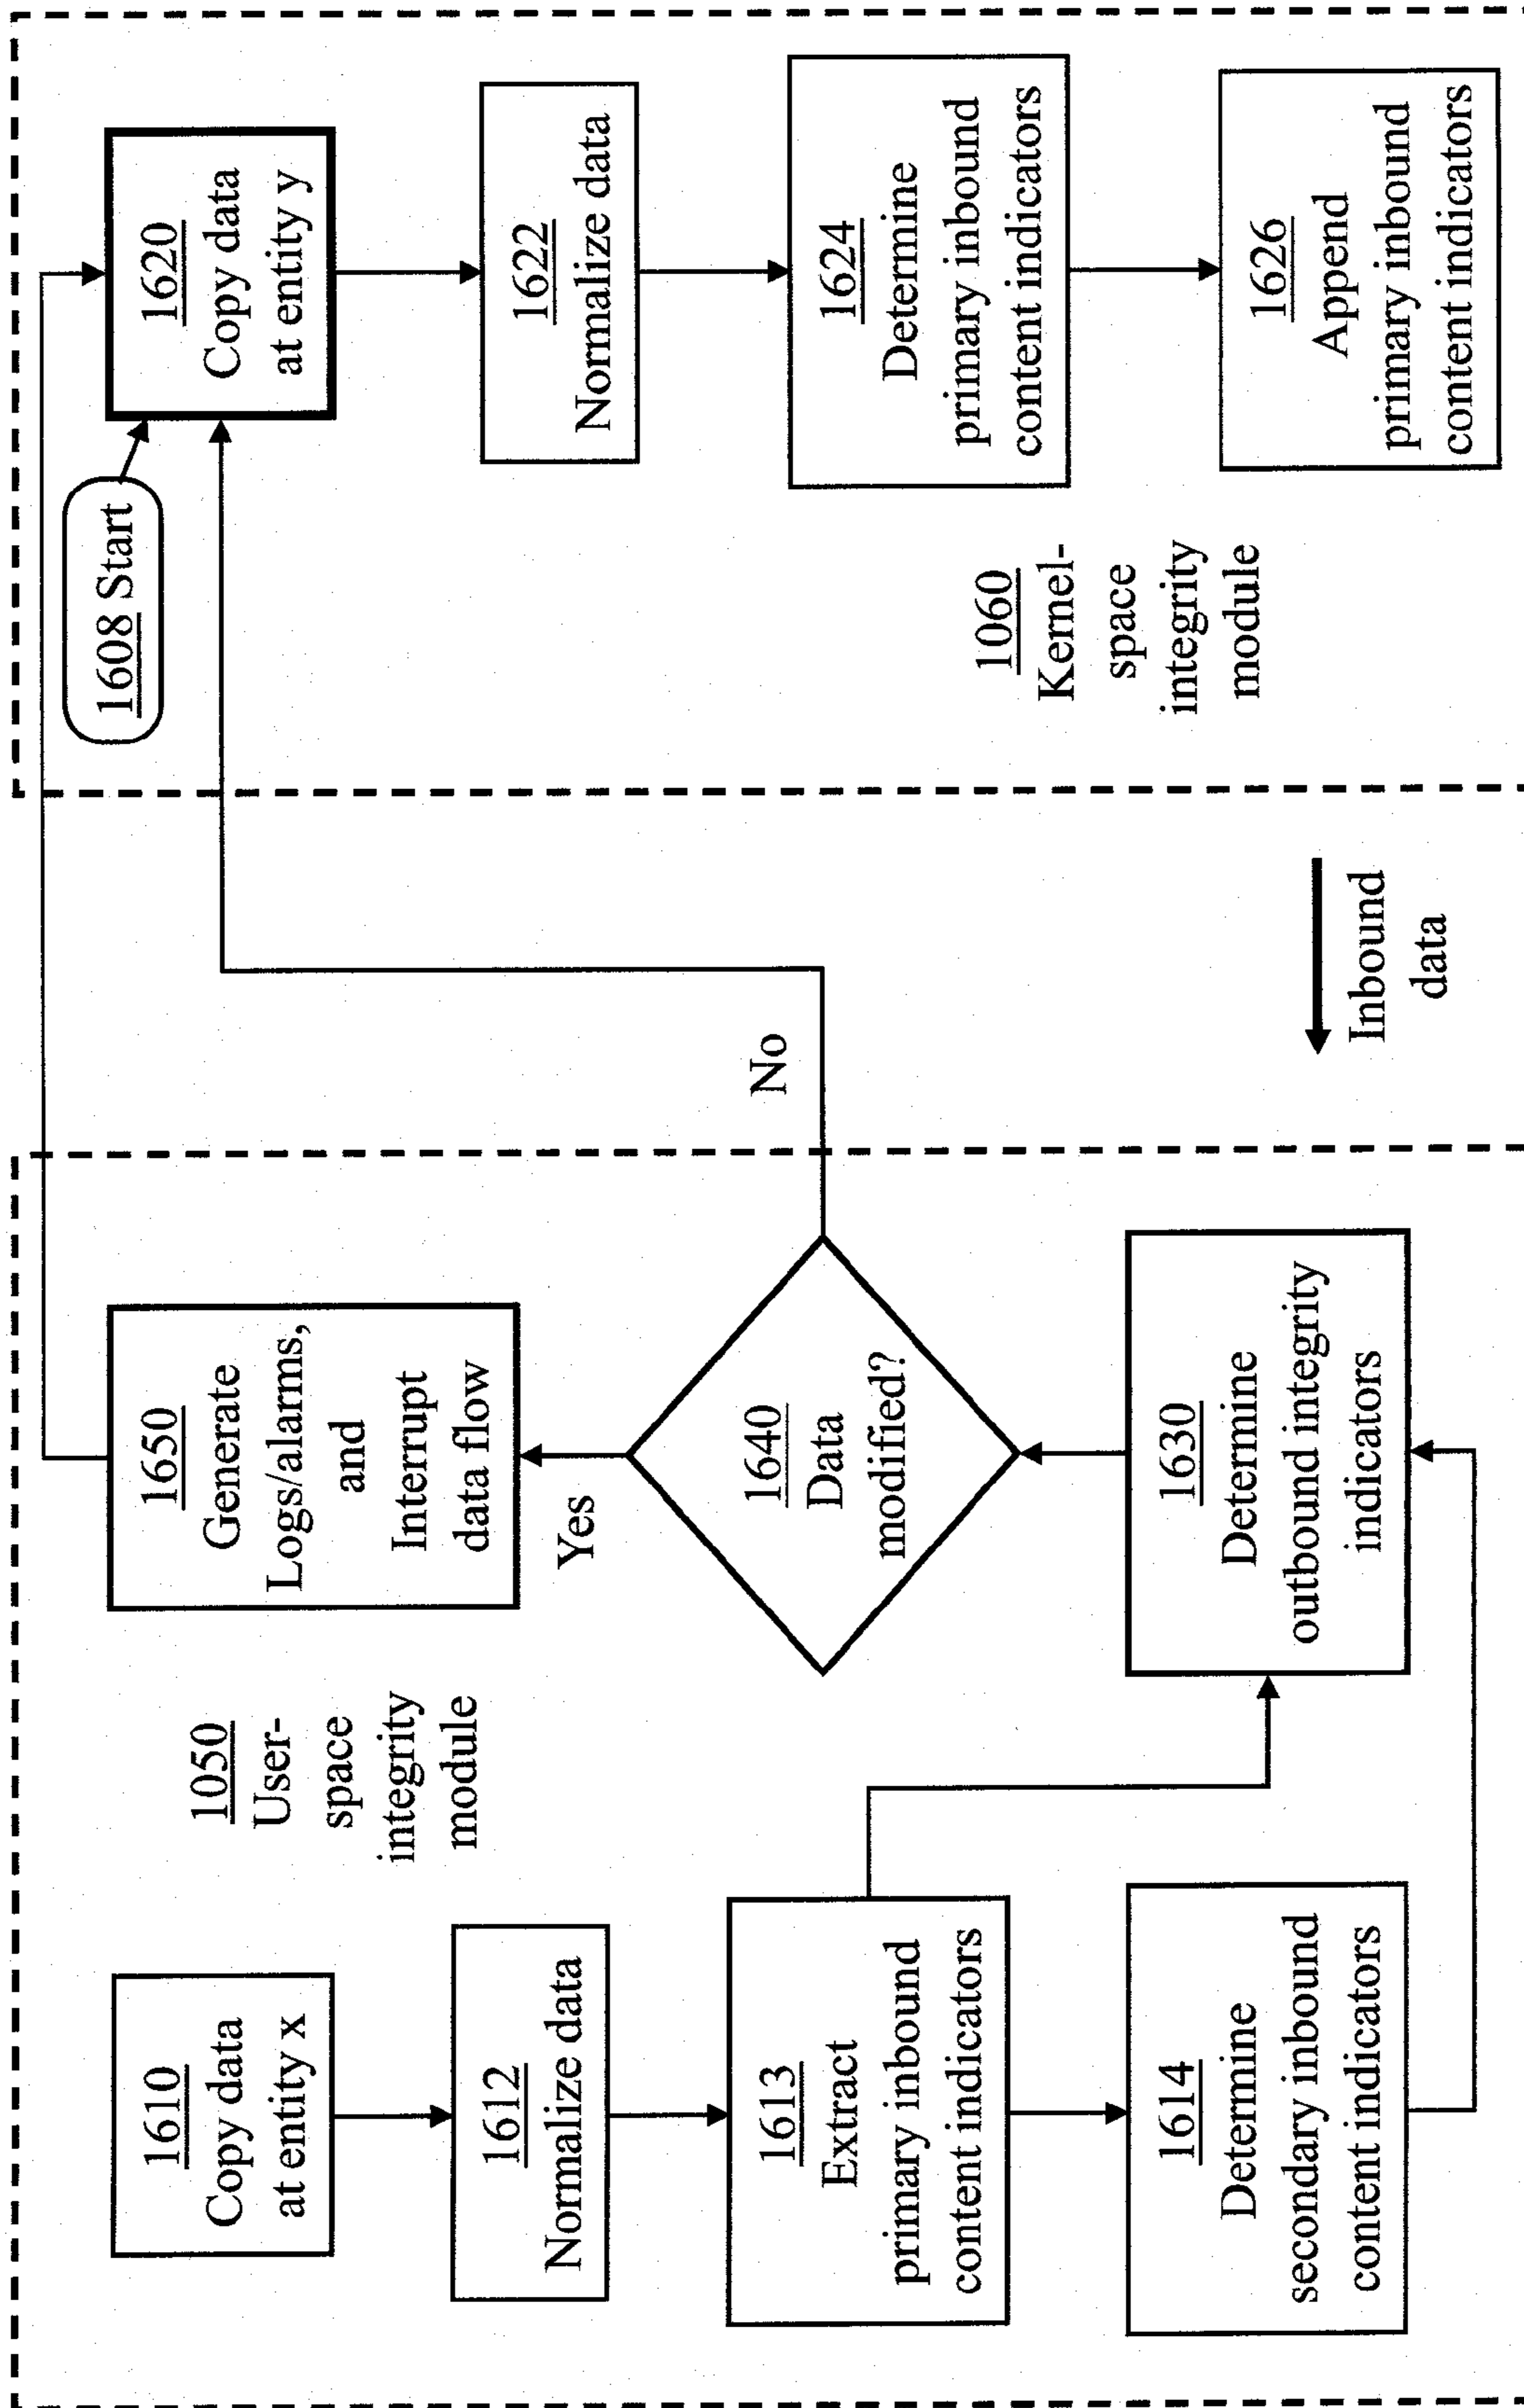 1610
Copy data
at entity x
1612
Normalize data
1613
Extract
primary inbound
content indicators
1614
Determine
secondary inbound
content indicators
1050 User-
space
integrity
module
1650
Generate
Logs/alarms,
and
Interrupt
data flow
Yes
1640
Data
modified?
No
1630
Determine
outbound integrity
indicators
Inbound
data
1608 Start
1620
Copy data
at entity y
1622
Normalize data
1624
Determine
primary inbound
content indicators
1626
Append
primary inbound
content indicators
1060
Kernel-
space
integrity
module